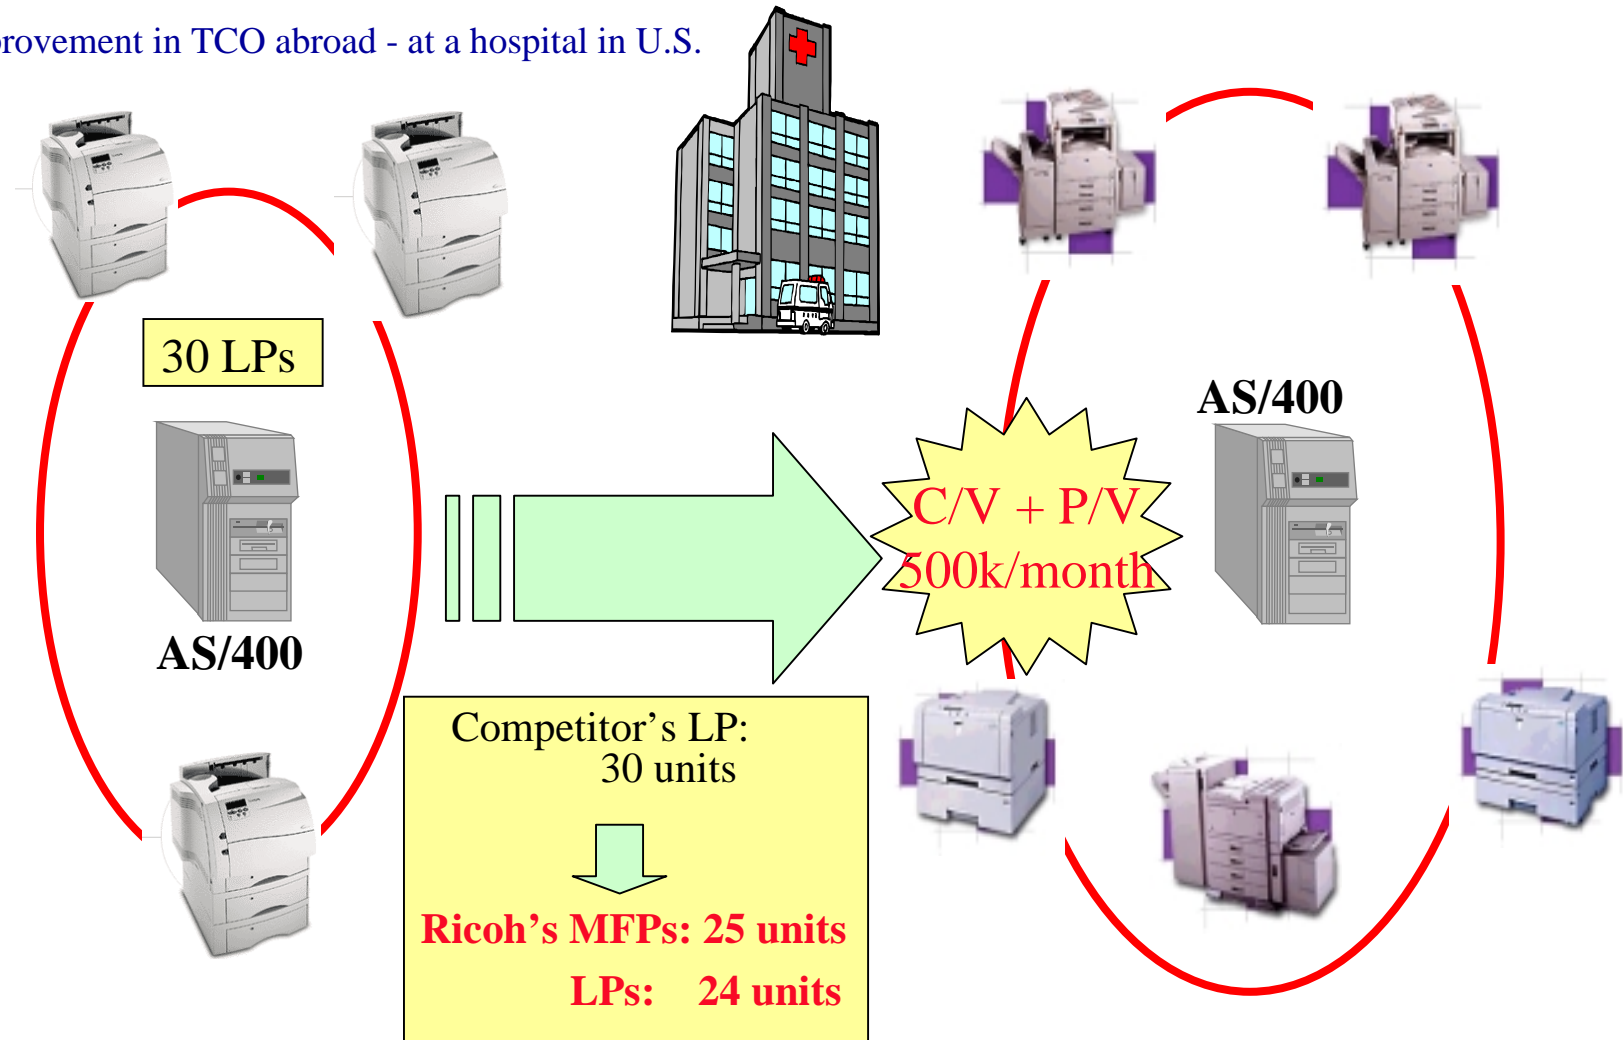 provement in TCO abroad - at a hospital in U.S.
30 LPs
AS/400
AS/400
C/V + P/V
500k/month
Competitor’s LP:
30 units
Ricoh’s MFPs: 25 units
LPs: 24 units